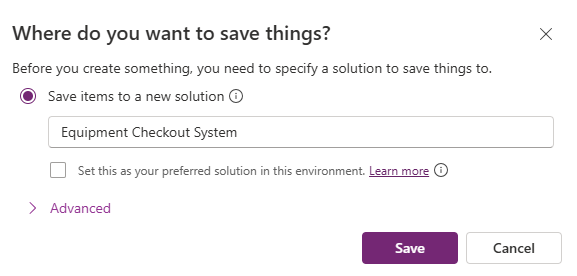 Where do you want to save things?
Before you create something, you need to specify a solution to save things to.
Save items to a new solution
Equipment Checkout System
Set this as your preferred solution in this environment. Learn more
Advanced
Save
Cancel